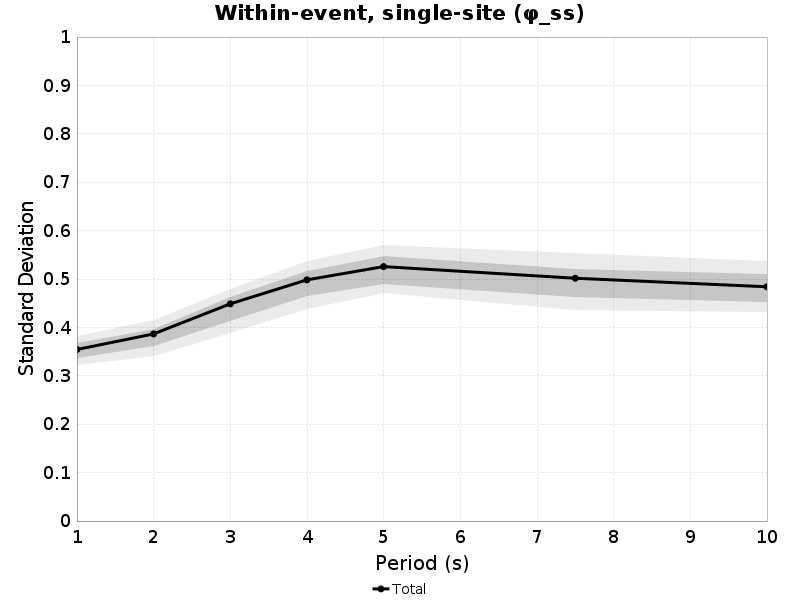 Within-event, single-site (φ_ss)
1
0.9
0.8
0.7
0.6
0.5
0.4
0.3
0.2
0.1
0
Standard Deviation
1 2 3 4 5 6 7 8 9 10
Period (s)
Total